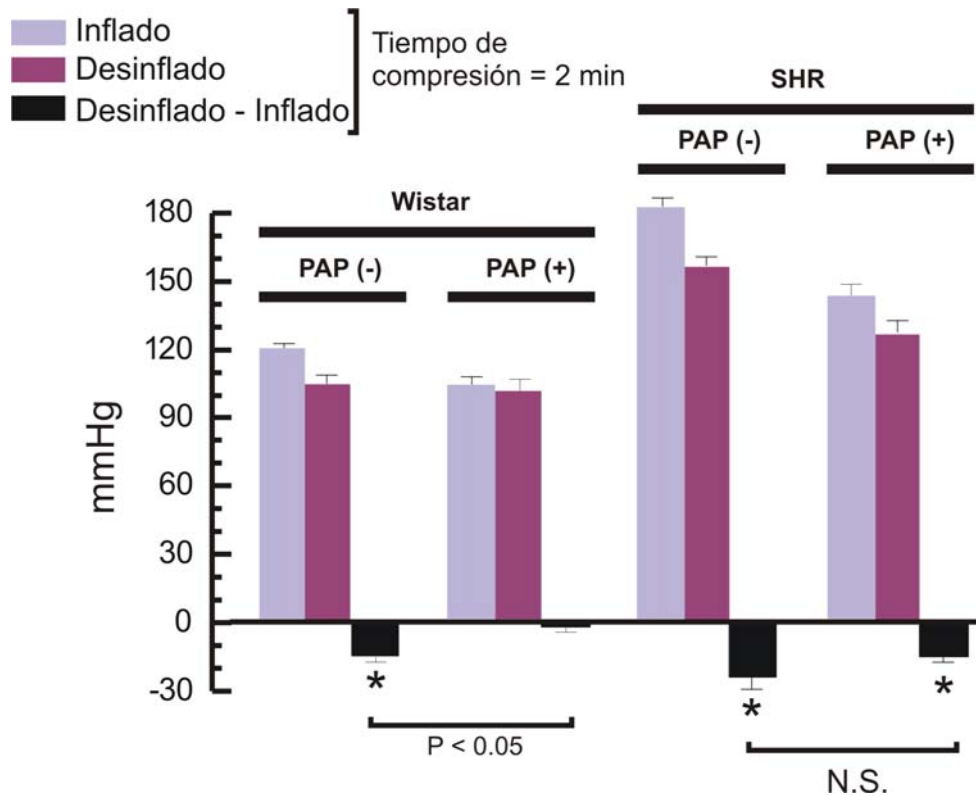 Inflado
Desinflado
Desinflado - Inflado
Tiempo de
compresión = 2 min
SHR
PAP (-)
PAP (+)
Wistar
PAP (-)
PAP (+)
mmHg
180
150
120
90
60
30
0
-30
*
*
*
P < 0.05
N.S.